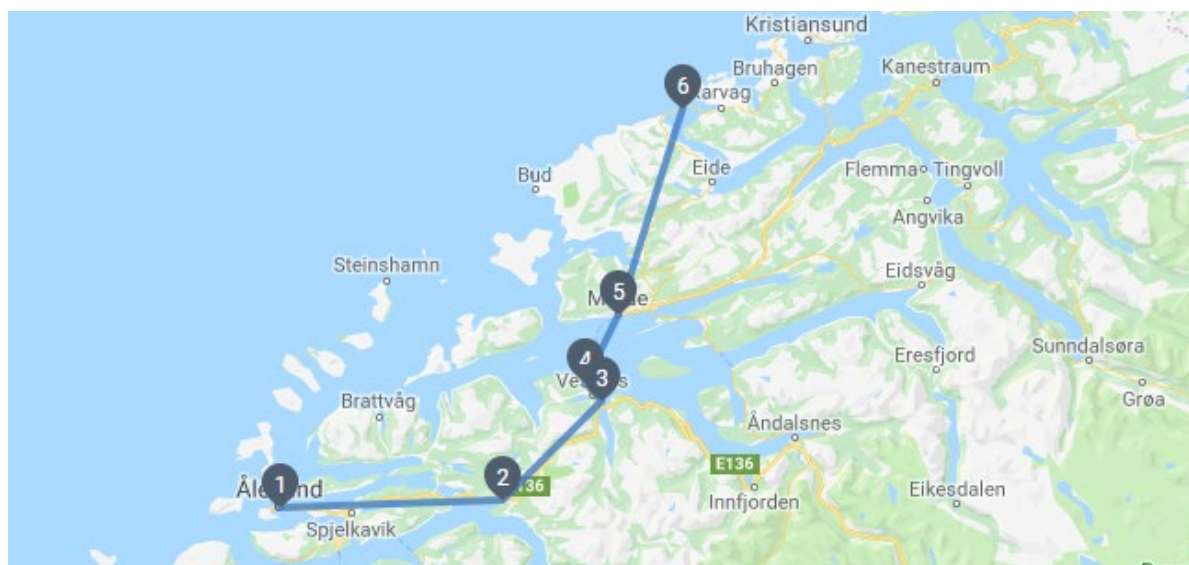 Kristiansund
6
Bruhagen
Kanestraum
Bud
Eide
Flemma
Tingvoll
Angvika
Steinshamn
Eidsvåg
5
4
3
Eresfjord
Sunndalsøra
Grøa
Brattvåg
Åndalsnes
E136
2
1
Innfjorden
Eikesdalen
Spjelkavik